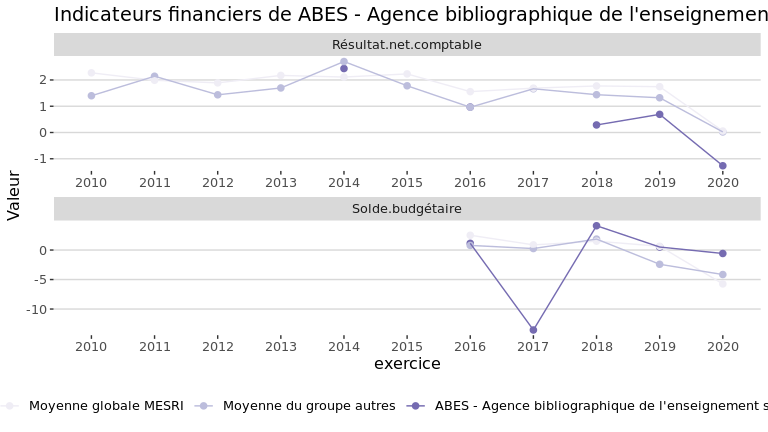 Indicateurs financiers de ABES - Agence bibliographique de l'enseignemen
Résultat.net.comptable
2
1
0
-1
2010 2011 2012 2013 2014 2015 2016 2017 2018 2019 2020
Valeur
Solde.budgétaire
0
-5
-10
2010 2011 2012 2013 2014 2015 2016 2017 2018 2019 2020
exercice
Moyenne globale MESRI Moyenne du groupe autres ABES - Agence bibliographique de l'enseignement s